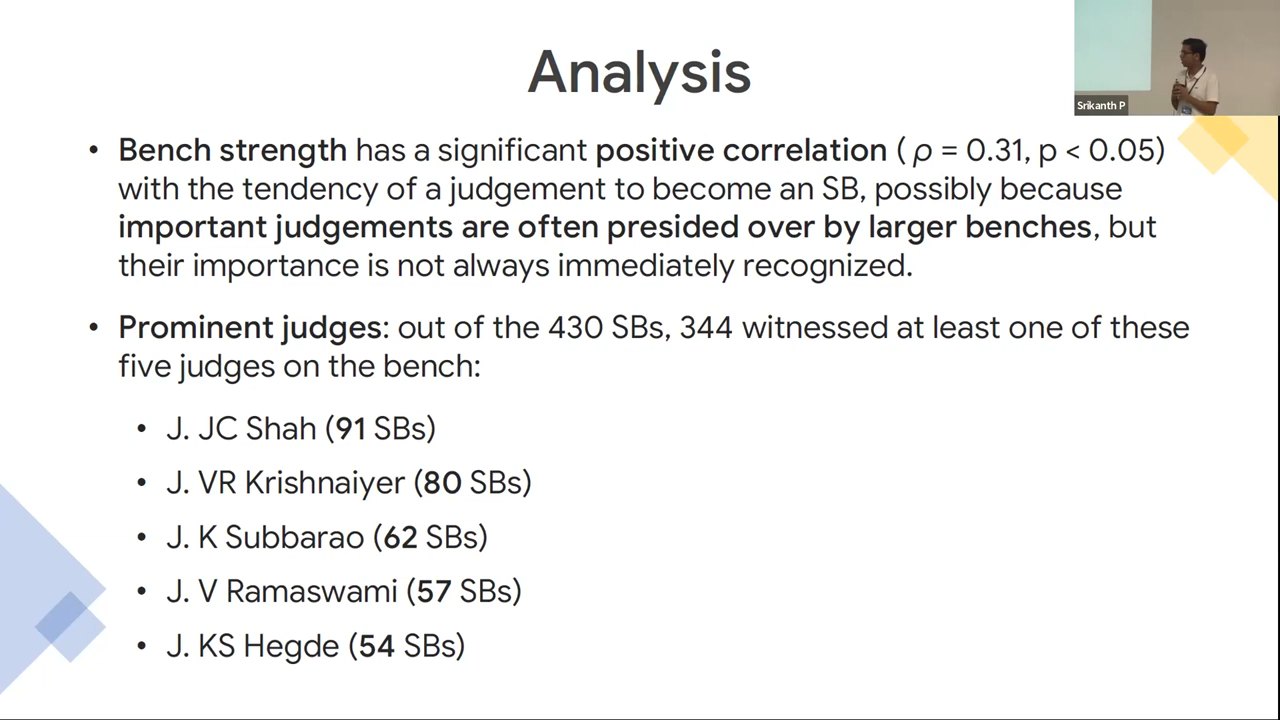 Analysis
Srikanth P
• Bench strength has a significant positive correlation ( ρ = 0.31, p < 0.05)
with the tendency of a judgement to become an SB, possibly because
important judgements are often presided over by larger benches, but
their importance is not always immediately recognized.
• Prominent judges: out of the 430 SBs, 344 witnessed at least one of these
five judges on the bench:
• J. JC Shah (91 SBs)
• J. VR Krishnaiyer (80 SBs)
• J. K Subbarao (62 SBs)
• J. V Ramaswami (57 SBs)
• J. KS Hegde (54 SBs)